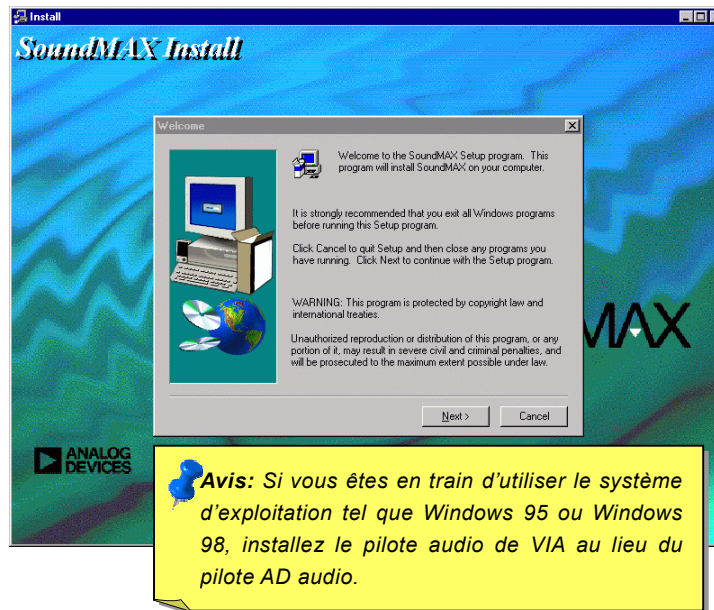 Install
SoundMAX Install
Welcome
Welcome to the SoundMAX Setup program. This
program will install SoundMAX on your computer.
It is strongly recommended that you exit all Windows programs
before running this Setup program.
Click Cancel to quit Setup and then close any programs you
have running. Click Next to continue with the Setup program.
WARNING: This program is protected by copyright law and
international treaties.
Unauthorized reproduction or distribution of this program, or any
portion of it, may result in severe civil and criminal penalties, and
will be prosecuted to the maximum extent possible under law.
Next >
Cancel
MAX
ANALOG
DEVICES
Avis: Si vous êtes en train d'utiliser le système
d'exploitation tel que Windows 95 ou Windows
98, installez le pilote audio de VIA au lieu du
pilote AD audio.